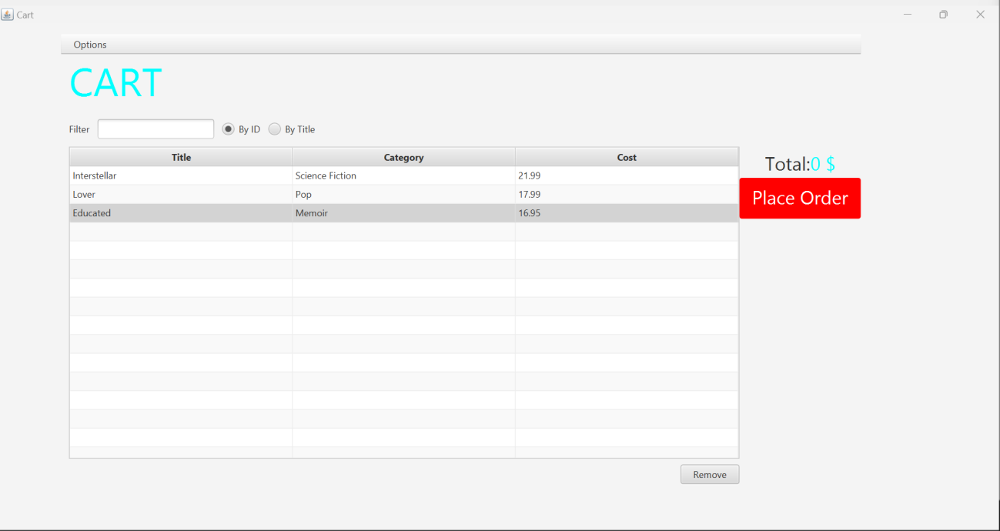 Cart
Options
CART
Filter By ID By Title
Title Category Cost
Interstellar Science Fiction 21.99
Lover Pop 17.99
Educated Memoir 16.95
Total:0 $
Place Order
Remove